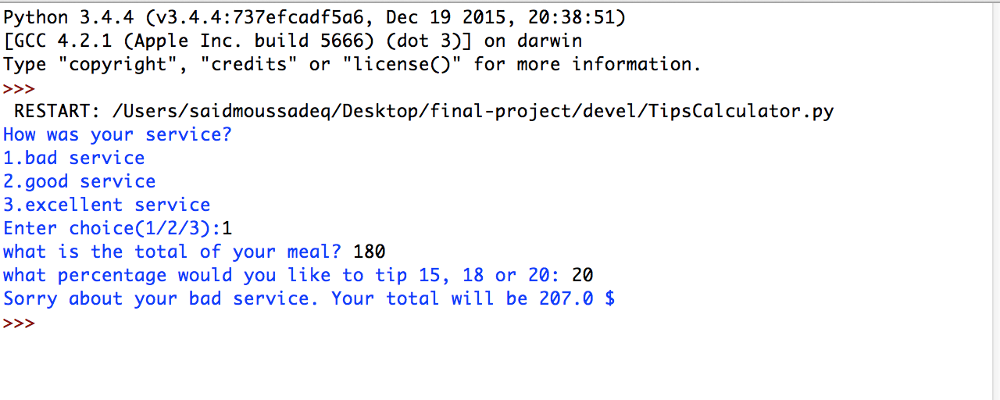 Python 3.4.4 (v3.4.4:737efcadf5a6, Dec 19 2015, 20:38:51)
[GCC 4.2.1 (Apple Inc. build 5666) (dot 3)] on darwin
Type "copyright", "credits" or "license()" for more information.
>>>
 RESTART: /Users/saidmoussadeq/Desktop/final-project/devel/TipsCalculator.py
How was your service?
1.bad service
2.good service
3.excellent service
Enter choice(1/2/3):1
what is the total of your meal? 180
what percentage would you like to tip 15, 18 or 20: 20
Sorry about your bad service. Your total will be 207.0 $
>>>